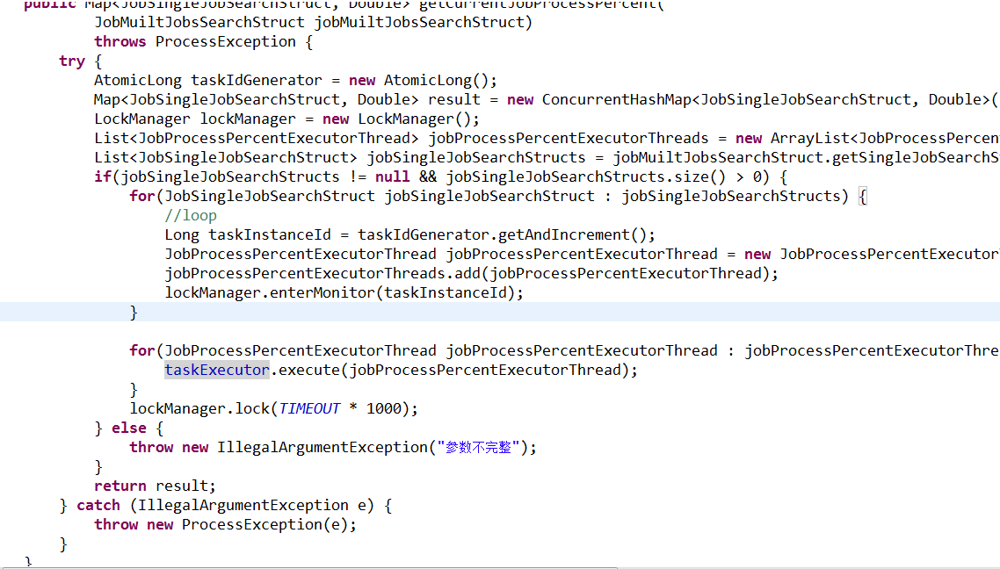 public Map<JobSingleJobSearchStruct, Double> getCurrentJobProcessPercent(
JobMuiltJobsSearchStruct jobMuiltJobsSearchStruct)
throws ProcessException {
try {
AtomicLong taskIdGenerator = new AtomicLong();
Map<JobSingleJobSearchStruct, Double> result = new ConcurrentHashMap<JobSingleJobSearchStruct, Double>(
LockManager lockManager = new LockManager();
List<JobProcessPercentExecutorThread> jobProcessPercentExecutorThreads = new ArrayList<JobProcessPercen
List<JobSingleJobSearchStruct> jobSingleJobSearchStructs = jobMuiltJobsSearchStruct.getSingleJobSearchS
if(jobSingleJobSearchStructs != null && jobSingleJobSearchStructs.size() > 0) {
for(JobSingleJobSearchStruct jobSingleJobSearchStruct : jobSingleJobSearchStructs) {
//loop
Long taskInstanceId = taskIdGenerator.getAndIncrement();
JobProcessPercentExecutorThread jobProcessPercentExecutorThread = new JobProcessPercentExecutor
jobProcessPercentExecutorThreads.add(jobProcessPercentExecutorThread);
lockManager.enterMonitor(taskInstanceId);
}
for(JobProcessPercentExecutorThread jobProcessPercentExecutorThread : jobProcessPercentExecutorThre
taskExecutor.execute(jobProcessPercentExecutorThread);
}
lockManager.lock(TIMEOUT * 1000);
} else {
throw new IllegalArgumentException("参数不完整");
}
return result;
} catch (IllegalArgumentException e) {
throw new ProcessException(e);
}
}